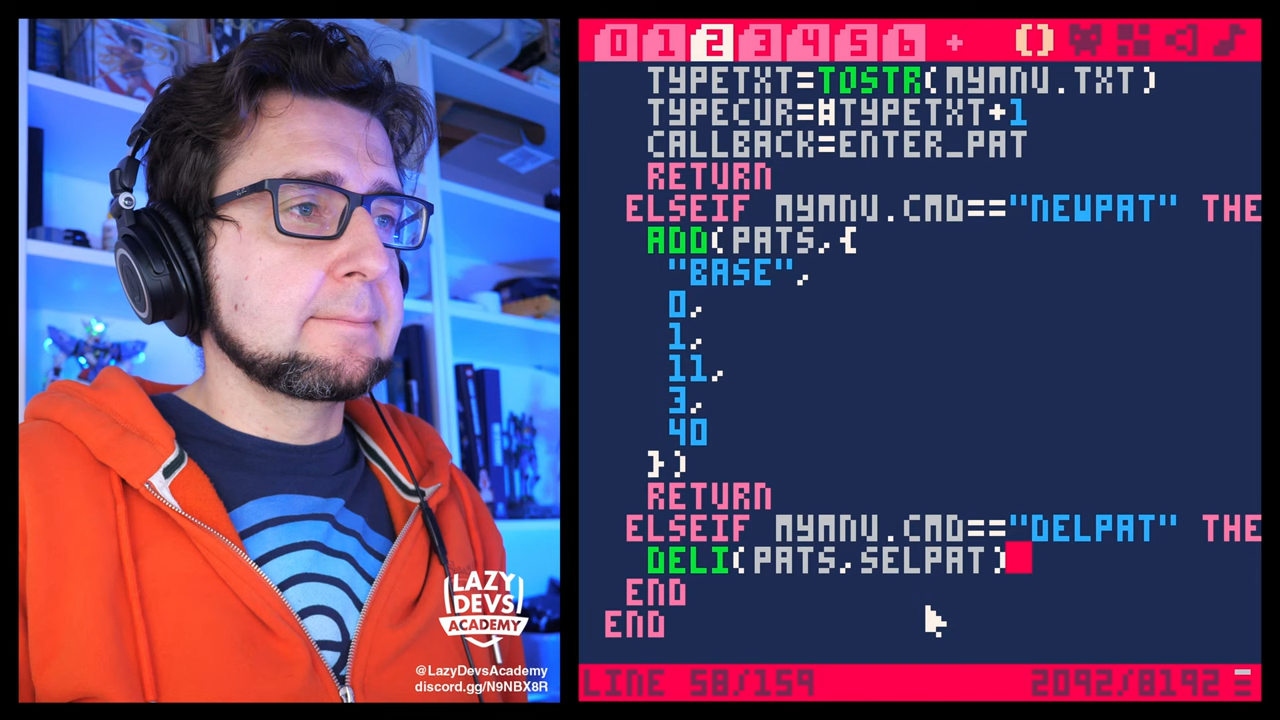 LAZY
DEVS
ACADEMY
@LazyDevsAcademy
discord.gg/N9NBX8R
0 1 2 3 4 5 6 + ()
TYPETXT=TOSTR(MYMNU.TXT)
TYPECUR=#TYPETXT+1
CALLBACK=ENTER_PAT
RETURN
ELSEIF MYMNU.CMD=="NEWPAT" THE
ADD(PATS,{
"BASE",
0,
1,
11,
3,
40
})
RETURN
ELSEIF MYMNU.CMD=="DELPAT" THE
DELI(PATS,SELPAT)
END
END
LINE 58/159 2092/8192